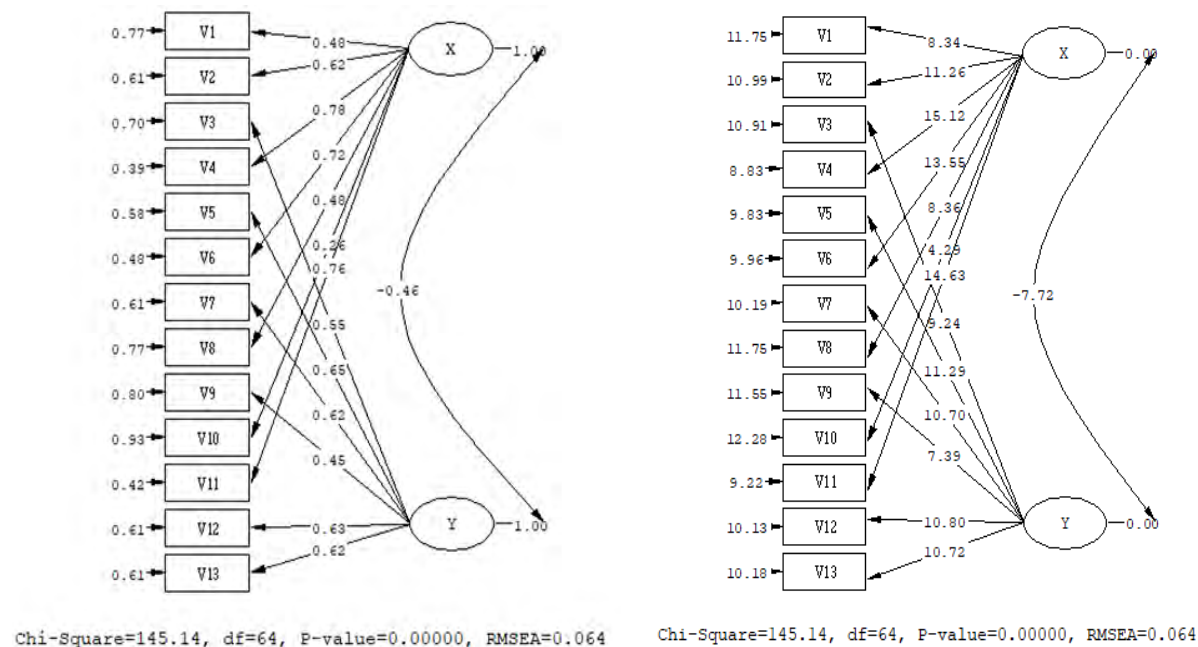 0.77 V1 0.48 X 1.00
0.61 V2 0.62
0.70 V3 0.78
0.39 V4 0.72
0.58 V5 0.48
0.48 V6 0.26
0.76
-0.46
0.61 V7 0.55
0.77 V8 0.65
0.80 V9 0.62
0.93 V10 0.45
0.42 V11
0.61 V12 0.63 Y 1.00
0.61 V13 0.62
Chi-Square=145.14, df=64, P-value=0.00000, RMSEA=0.064
11.75 V1 8.34 X 0.00
10.99 V2 11.26
10.91 V3 15.12
8.83 V4 13.55
9.83 V5 8.36
9.96 V6 4.29
14.63
-7.72
10.19 V7 9.24
11.75 V8 11.29
11.55 V9 10.70
12.28 V10 7.39
9.22 V11
10.13 V12 10.80 Y 0.00
10.18 V13 10.72
Chi-Square=145.14, df=64, P-value=0.00000, RMSEA=0.064